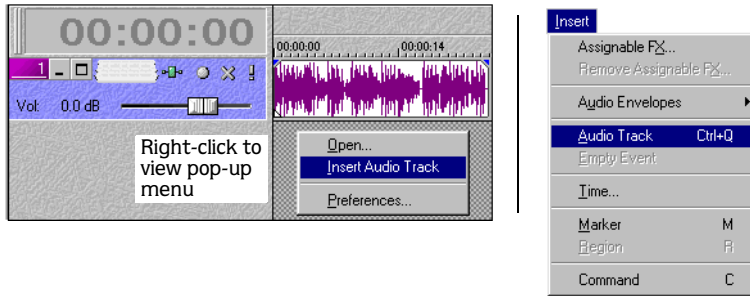 00:00:00
00:00:00 00:00:14
1
Vol: 0.0 dB
Right-click to
view pop-up
menu
Open...
Insert Audio Track
Preferences...
Insert
Assignable FX...
Remove Assignable FX...
Audio Envelopes
Audio Track Ctrl+Q
Empty Event
Time...
Marker M
Region R
Command C